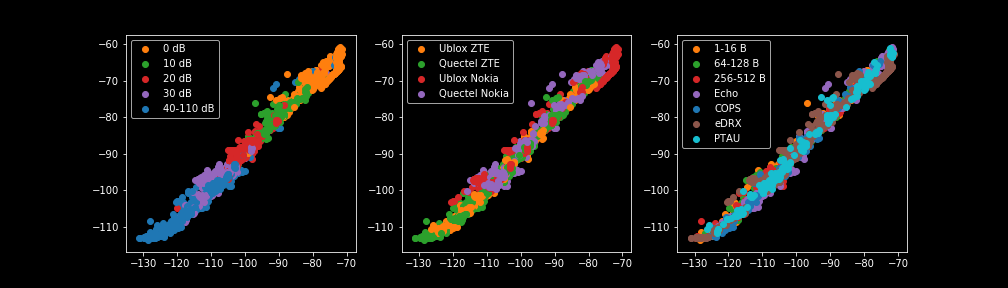 0 dB
10 dB
20 dB
30 dB
40-110 dB
−60
−70
−80
−90
−100
−110
−130 −120 −110 −100 −90 −80 −70
Ublox ZTE
Quectel ZTE
Ublox Nokia
Quectel Nokia
−60
−70
−80
−90
−100
−110
−130 −120 −110 −100 −90 −80 −70
1-16 B
64-128 B
256-512 B
Echo
COPS
eDRX
PTAU
−60
−70
−80
−90
−100
−110
−130 −120 −110 −100 −90 −80 −70